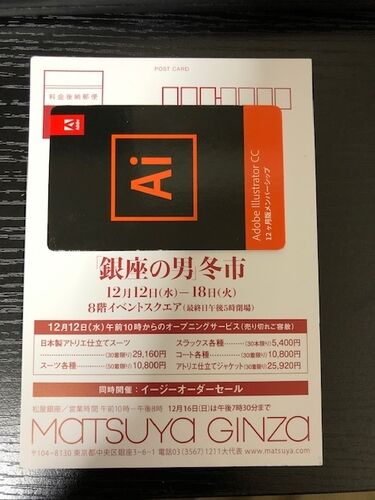 POST CARD
料金後納郵便
Adobe
Ai
Adobe Illustrator CC
12ヶ月版メンバーシップ
「銀座の男」冬市
12月12日(水)―18日(火)
8階イベントスクエア(最終日午後5時閉場)
12月12日(水)午前10時からのオープニングサービス(売り切れご容赦)
日本製アトリエ仕立てスーツ
(30着限り)29,160円
スーツ各種(50着限り)10,800円
スラックス各種(30本限り)5,400円
コート各種(30着限り)10,800円
アトリエ仕立てジャケット(30着限り)25,920円
同時開催:イージーオーダーセール
松屋銀座/営業時間 午前10時―午後8時 12月16日(日)は午後7時30分まで
MATSUYA GINZA
〒104-8130 東京都中央区銀座3-6-1 電話03(3567)1211大代表 www.matsuya.com